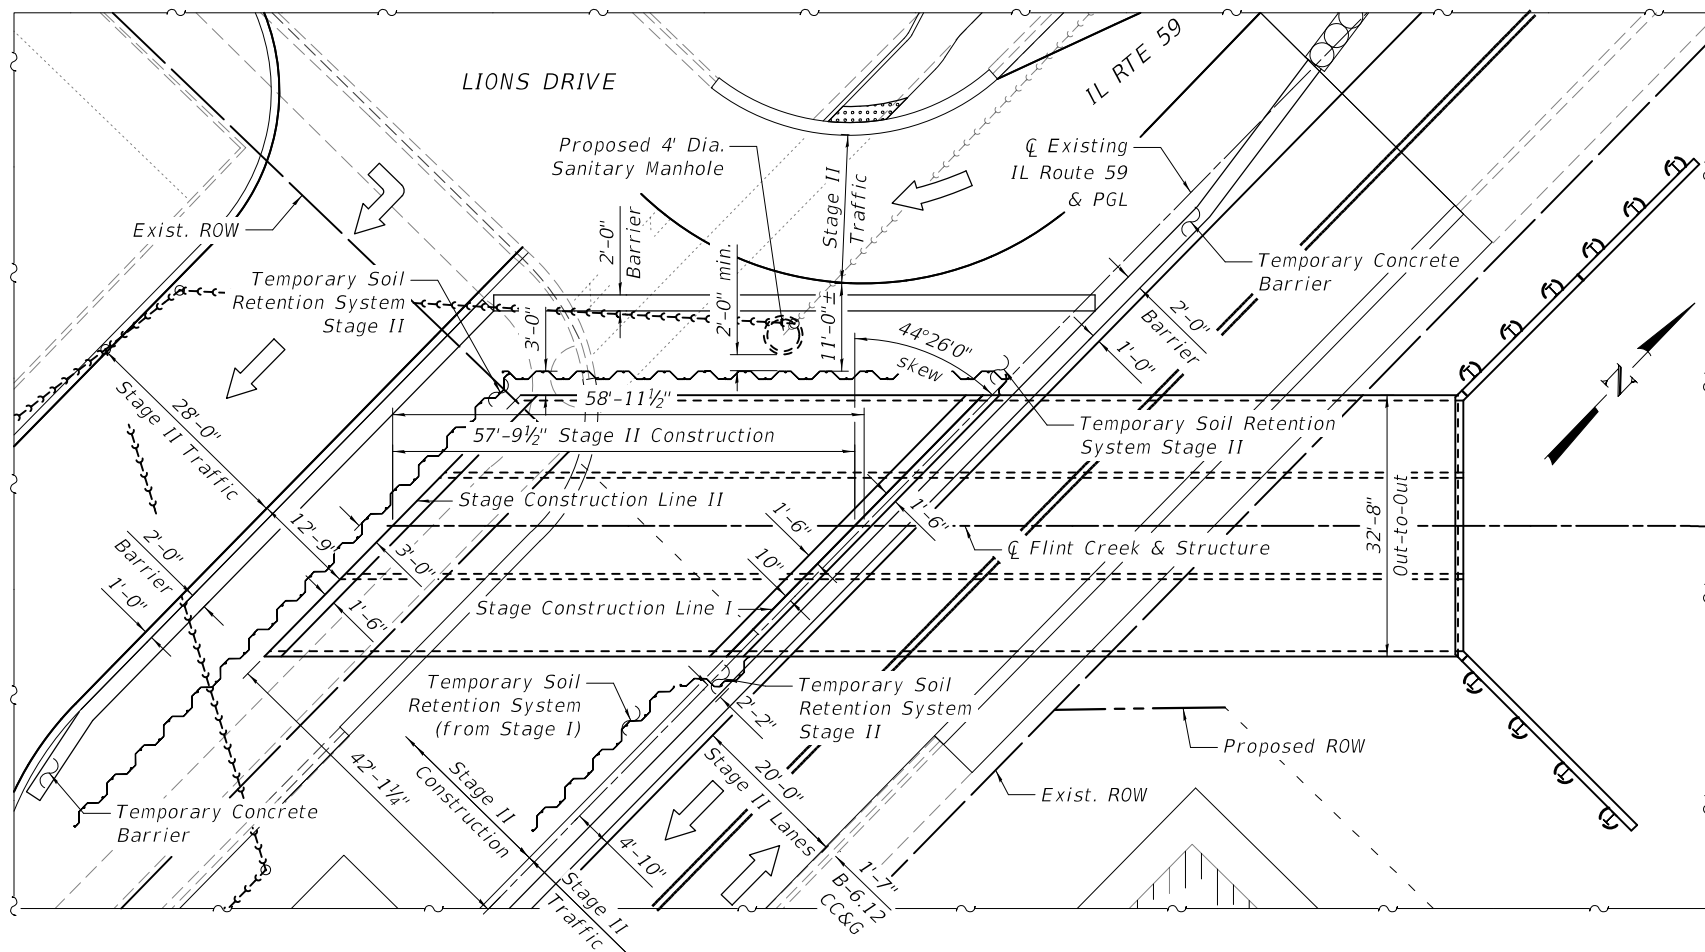 LIONS DRIVE
IL RTE 59
Proposed 4' Dia.
Sanitary Manhole
Stage II
Traffic
℄ Existing
IL Route 59
& PGL
Exist. ROW
2'-0"
Barrier
2'-0" min.
Temporary Soil
Retention System
Stage II
3'-0"
11'-0"±
44°26'0"
skew
Temporary Concrete
Barrier
2'-0"
Barrier
1'-0"
N
58'-11½"
57'-9½" Stage II Construction
Temporary Soil Retention
System Stage II
28'-0"
Stage II Traffic
Stage Construction Line II
12'-9"
3'-0"
1'-6"
1'-6"
10"
1'-6"
℄ Flint Creek & Structure
32'-8"
Out-to-Out
2'-0"
Barrier
1'-0"
Stage Construction Line I
Temporary Soil
Retention System
(from Stage I)
Temporary Soil
Retention System
Stage II
2'-2"
Proposed ROW
42'-1¼"
Stage II
Construction
20'-0"
Stage II Lanes
Exist. ROW
Temporary Concrete
Barrier
4'-10"
Stage II
Traffic
1'-7"
B-6.12
CC&G